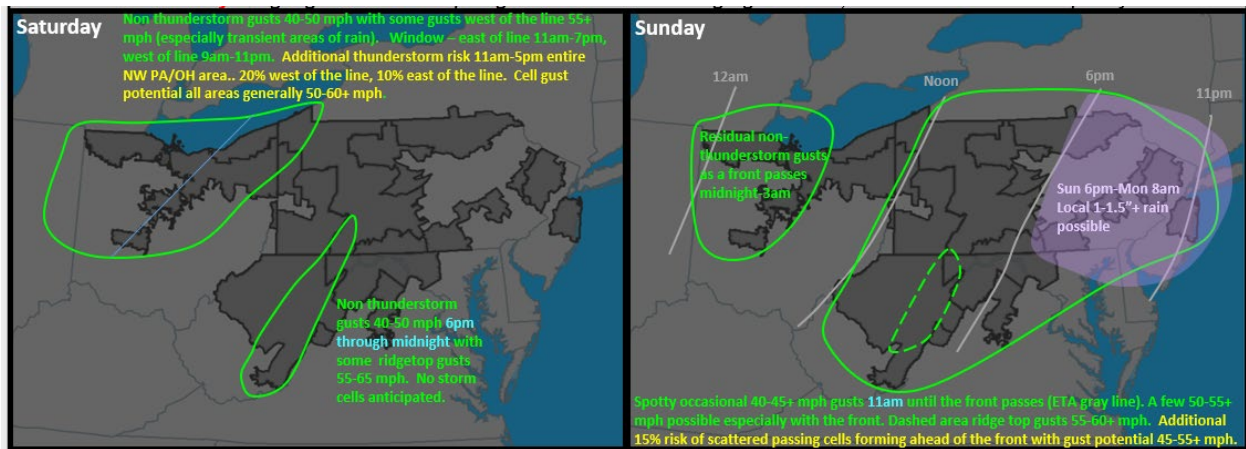 Saturday
Non thunderstorm gusts 40-50 mph with some gusts west of the line 55+
mph (especially transient areas of rain). Window – east of line 11am-7pm,
west of line 9am-11pm. Additional thunderstorm risk 11am-5pm entire
NW PA/OH area.. 20% west of the line, 10% east of the line. Cell gust
potential all areas generally 50-60+ mph.
Non thunderstorm
gusts 40-50 mph 6pm
through midnight with
some ridgetop gusts
55-65 mph. No storm
cells anticipated.
Sunday
12am
Noon
6pm
11pm
Residual non-
thunderstorm gusts
as a front passes
midnight-3am
Sun 6pm-Mon 8am
Local 1-1.5"+ rain
possible
Spotty occasional 40-45+ mph gusts 11am until the front passes (ETA gray line). A few 50-55+
mph possible especially with the front. Dashed area ridge top gusts 55-60+ mph. Additional
15% risk of scattered passing cells forming ahead of the front with gust potential 45-55+ mph.